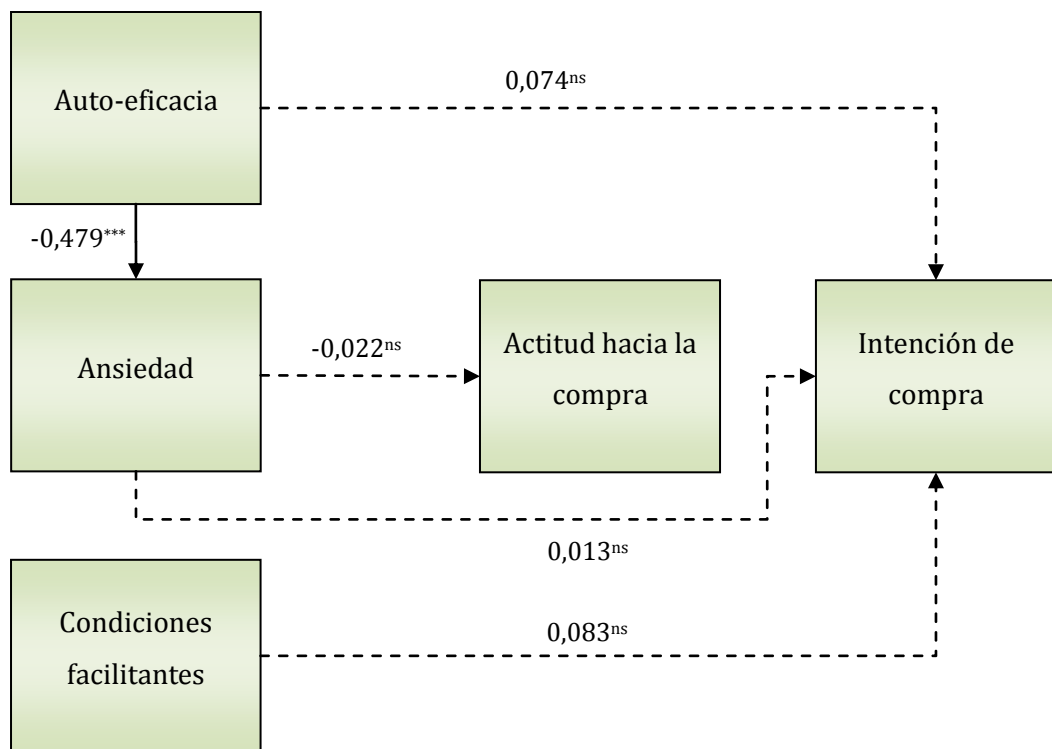 0,074ns
Auto-eficacia
-0,479***
Ansiedad
-0,022ns
Actitud hacia la
compra
Intención de
compra
0,013ns
Condiciones
facilitantes
0,083ns